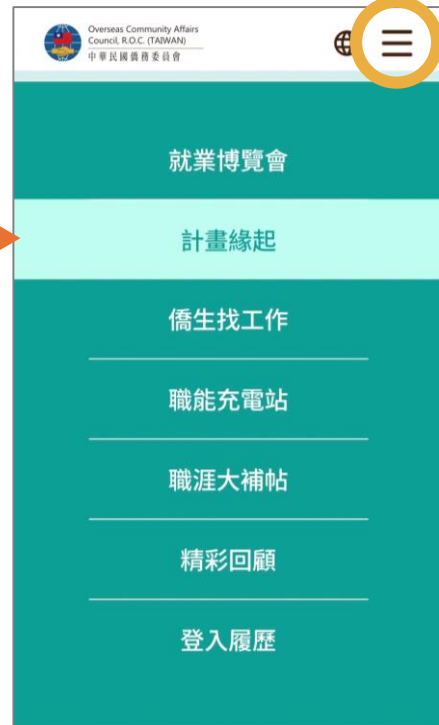 Overseas Community Affairs
Council, R.O.C. (TAIWAN)
中華民國僑務委員會
就業博覽會
計畫緣起
僑生找工作
職能充電站
職涯大補帖
精彩回顧
登入履歷